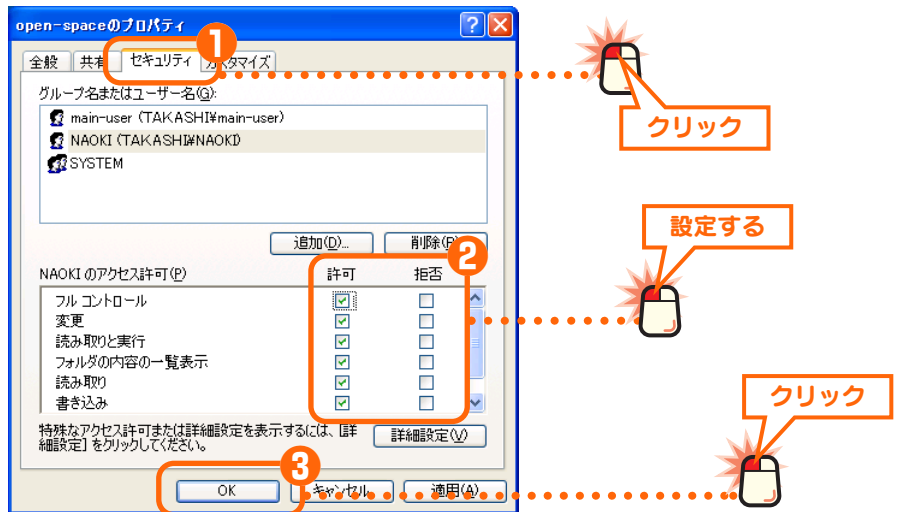 open-spaceのプロパティ
全般 共有 セキュリティ カスタマイズ
1
クリック
グループ名またはユーザー名(G):
main-user (TAKASHI¥main-user)
NAOKI (TAKASHI¥NAOKI)
SYSTEM
追加(D)... 削除(R)
設定する
2
NAOKI のアクセス許可(P) 許可 拒否
フル コントロール
変更
読み取りと実行
フォルダの内容の一覧表示
読み取り
書き込み
クリック
特殊なアクセス許可または詳細設定を表示するには、[詳
細設定] をクリックしてください。
詳細設定(V)
3
OK キャンセル 適用(A)